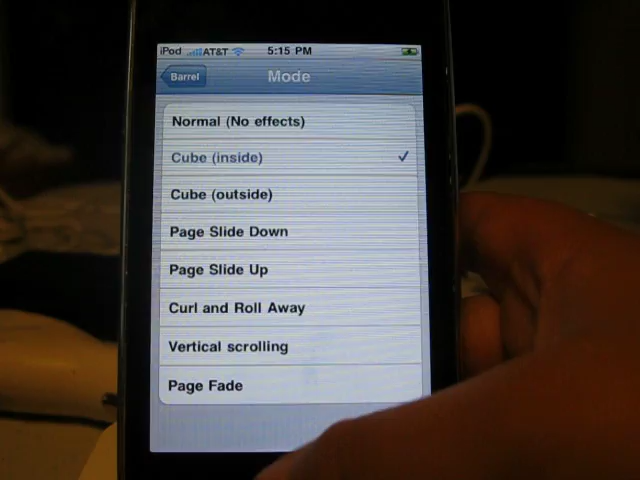 iPod AT&T 5:15 PM
Barrel Mode
Normal (No effects)
Cube (inside)
Cube (outside)
Page Slide Down
Page Slide Up
Curl and Roll Away
Vertical scrolling
Page Fade